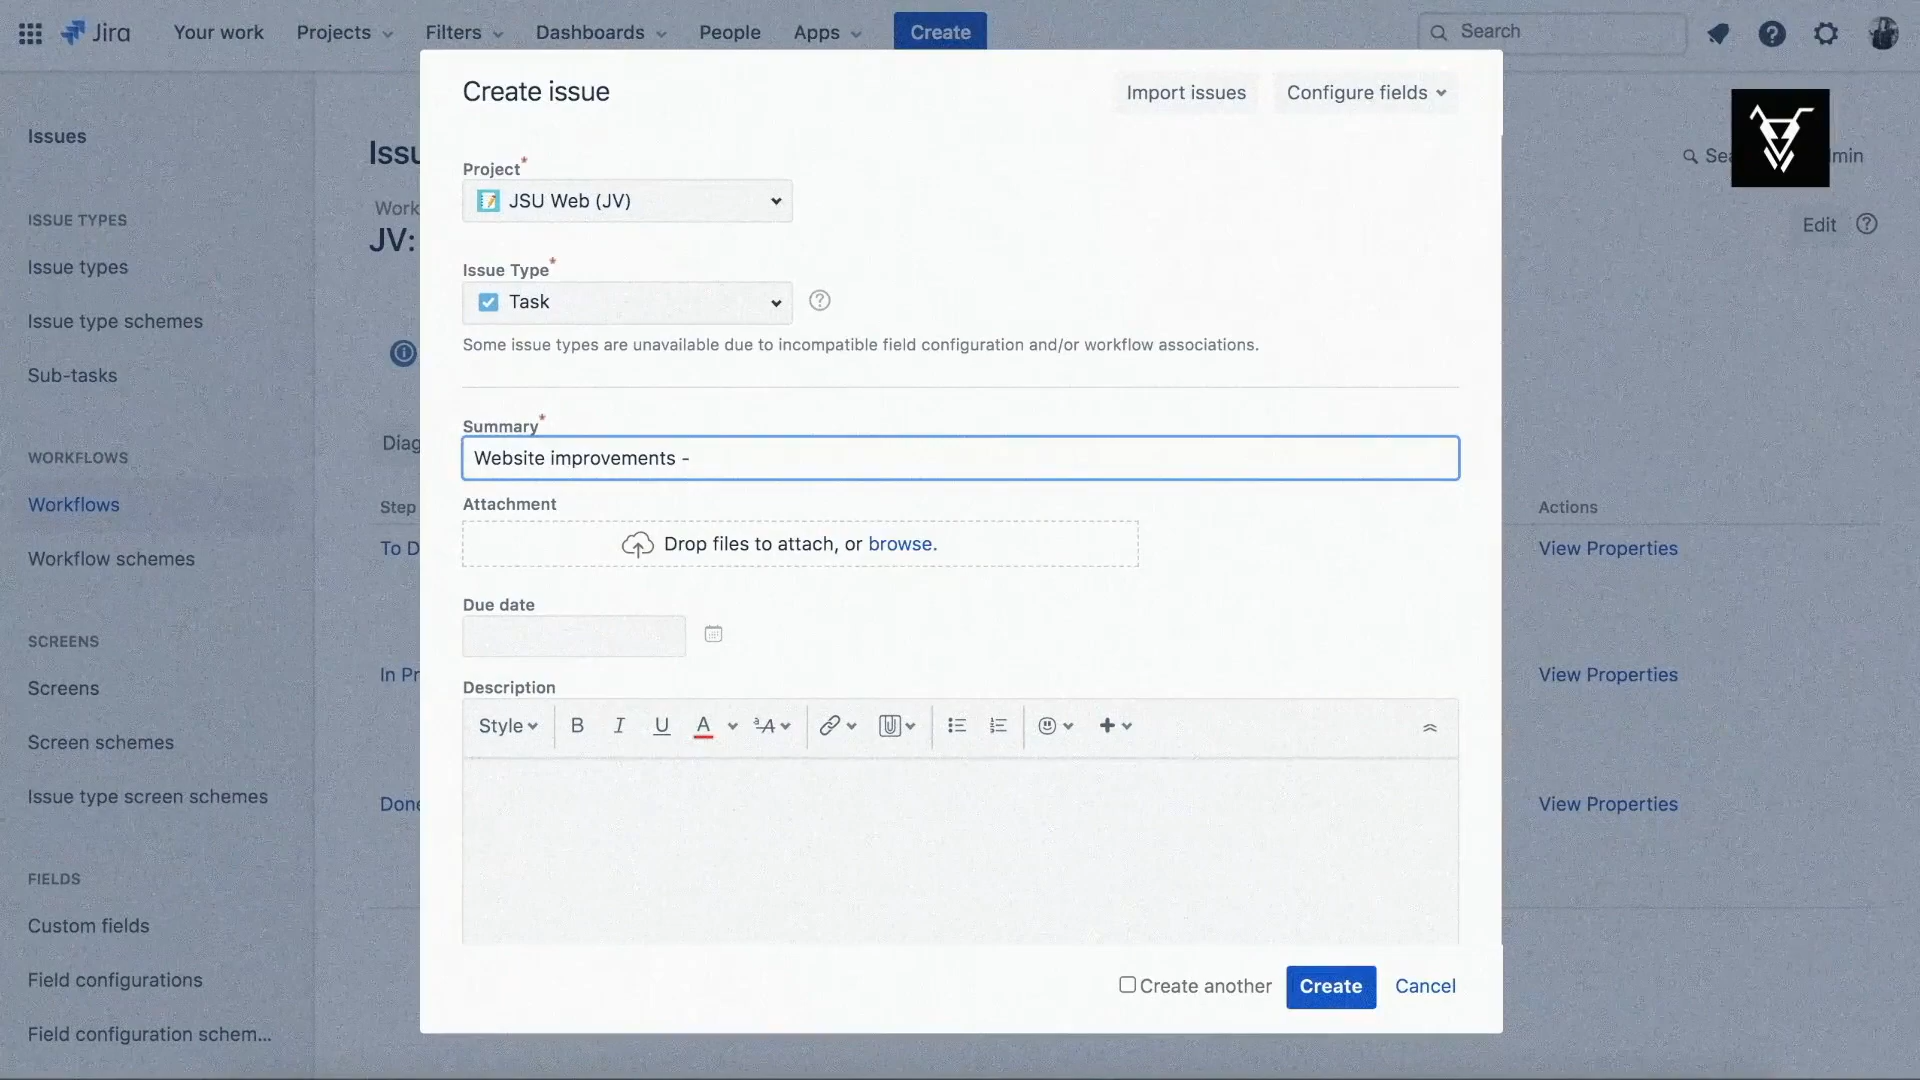 Jira
Your work
Projects
Filters
Dashboards
People
Apps
Create
Search
Issues
ISSUE TYPES
Issue types
Issue type schemes
Sub-tasks
WORKFLOWS
Workflows
Workflow schemes
SCREENS
Screens
Screen schemes
Issue type screen schemes
FIELDS
Custom fields
Field configurations
Field configuration schem...
Issu
Work
JV:
Diag
Step
To D
In Pr
Done
Create issue
Import issues
Configure fields
Project*
JSU Web (JV)
Issue Type*
Task
Some issue types are unavailable due to incompatible field configuration and/or workflow associations.
Summary*
Website improvements -
Attachment
Drop files to attach, or browse.
Due date
Description
Style
Create another
Create
Cancel
Sea
lmin
Edit
Actions
View Properties
View Properties
View Properties